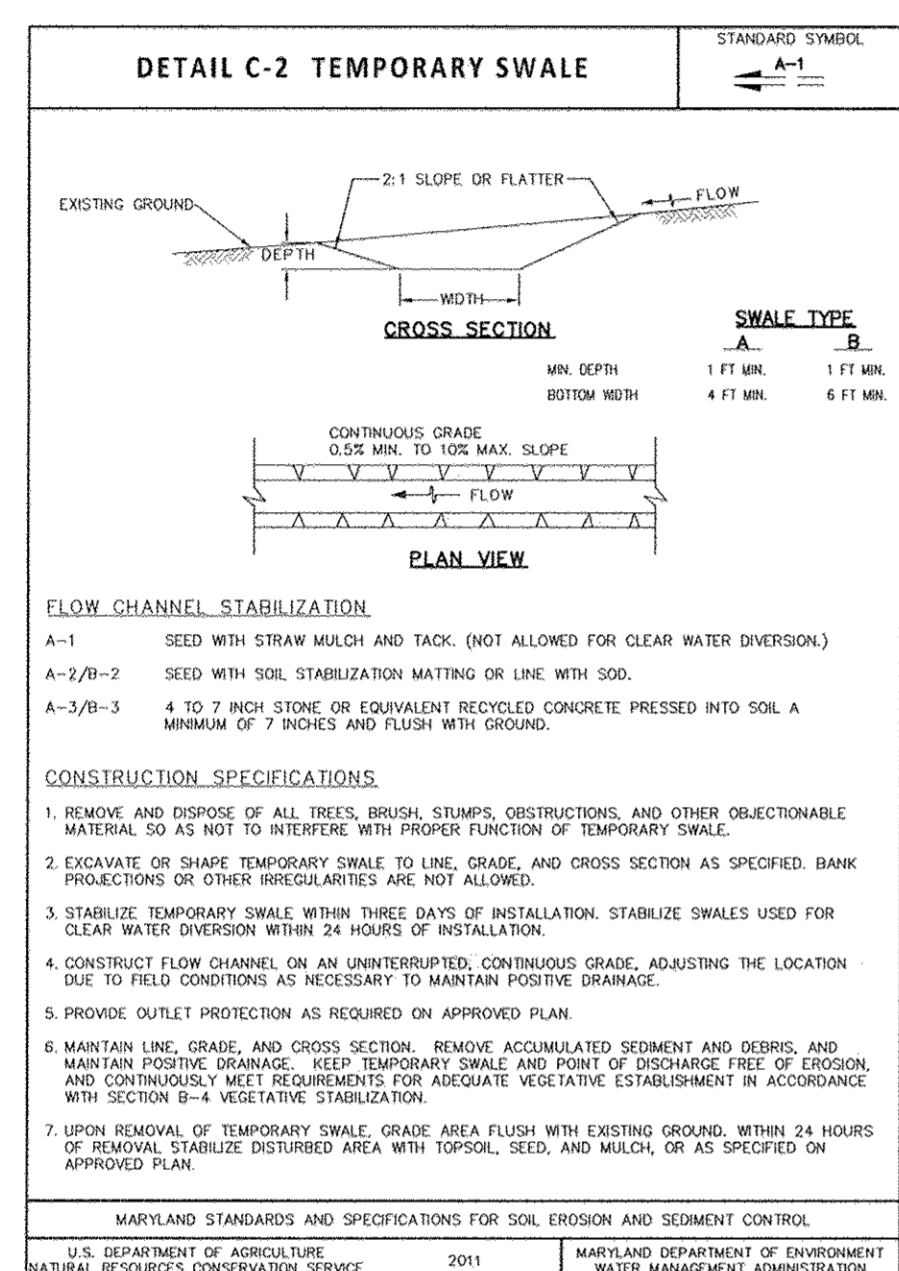 DETAIL C-2 TEMPORARY SWALE
STANDARD SYMBOL
A-1
2:1 SLOPE OR FLATTER
FLOW
EXISTING GROUND
DEPTH
WIDTH
CROSS SECTION
SWALE TYPE
A B
MIN. DEPTH 1 FT MIN. 1 FT MIN.
BOTTOM WIDTH 4 FT MIN. 6 FT MIN.
CONTINUOUS GRADE
0.5% MIN. TO 10% MAX. SLOPE
FLOW
PLAN VIEW
FLOW CHANNEL STABILIZATION
A-1 SEED WITH STRAW MULCH AND TACK. (NOT ALLOWED FOR CLEAR WATER DIVERSION.)
A-2/B-2 SEED WITH SOIL STABILIZATION MATTING OR LINE WITH SOD.
A-3/B-3 4 TO 7 INCH STONE OR EQUIVALENT RECYCLED CONCRETE PRESSED INTO SOIL A
MINIMUM OF 7 INCHES AND FLUSH WITH GROUND.
CONSTRUCTION SPECIFICATIONS
1. REMOVE AND DISPOSE OF ALL TREES, BRUSH, STUMPS, OBSTRUCTIONS, AND OTHER OBJECTIONABLE
MATERIAL SO AS NOT TO INTERFERE WITH PROPER FUNCTION OF TEMPORARY SWALE.
2. EXCAVATE OR SHAPE TEMPORARY SWALE TO LINE, GRADE, AND CROSS SECTION AS SPECIFIED. BANK
PROJECTIONS OR OTHER IRREGULARITIES ARE NOT ALLOWED.
3. STABILIZE TEMPORARY SWALE WITHIN THREE DAYS OF INSTALLATION. STABILIZE SWALES USED FOR
CLEAR WATER DIVERSION WITHIN 24 HOURS OF INSTALLATION.
4. CONSTRUCT FLOW CHANNEL ON AN UNINTERRUPTED, CONTINUOUS GRADE, ADJUSTING THE LOCATION
DUE TO FIELD CONDITIONS AS NECESSARY TO MAINTAIN POSITIVE DRAINAGE.
5. PROVIDE OUTLET PROTECTION AS REQUIRED ON APPROVED PLAN.
6. MAINTAIN LINE, GRADE, AND CROSS SECTION. REMOVE ACCUMULATED SEDIMENT AND DEBRIS, AND
MAINTAIN POSITIVE DRAINAGE. KEEP TEMPORARY SWALE AND POINT OF DISCHARGE FREE OF EROSION,
AND CONTINUOUSLY MEET REQUIREMENTS FOR ADEQUATE VEGETATIVE ESTABLISHMENT IN ACCORDANCE
WITH SECTION B-4 VEGETATIVE STABILIZATION.
7. UPON REMOVAL OF TEMPORARY SWALE, GRADE AREA FLUSH WITH EXISTING GROUND. WITHIN 24 HOURS
OF REMOVAL STABILIZE DISTURBED AREA WITH TOPSOIL, SEED, AND MULCH, OR AS SPECIFIED ON
APPROVED PLAN.
MARYLAND STANDARDS AND SPECIFICATIONS FOR SOIL EROSION AND SEDIMENT CONTROL
U.S. DEPARTMENT OF AGRICULTURE
NATURAL RESOURCES CONSERVATION SERVICE
2011
MARYLAND DEPARTMENT OF ENVIRONMENT
WATER MANAGEMENT ADMINISTRATION